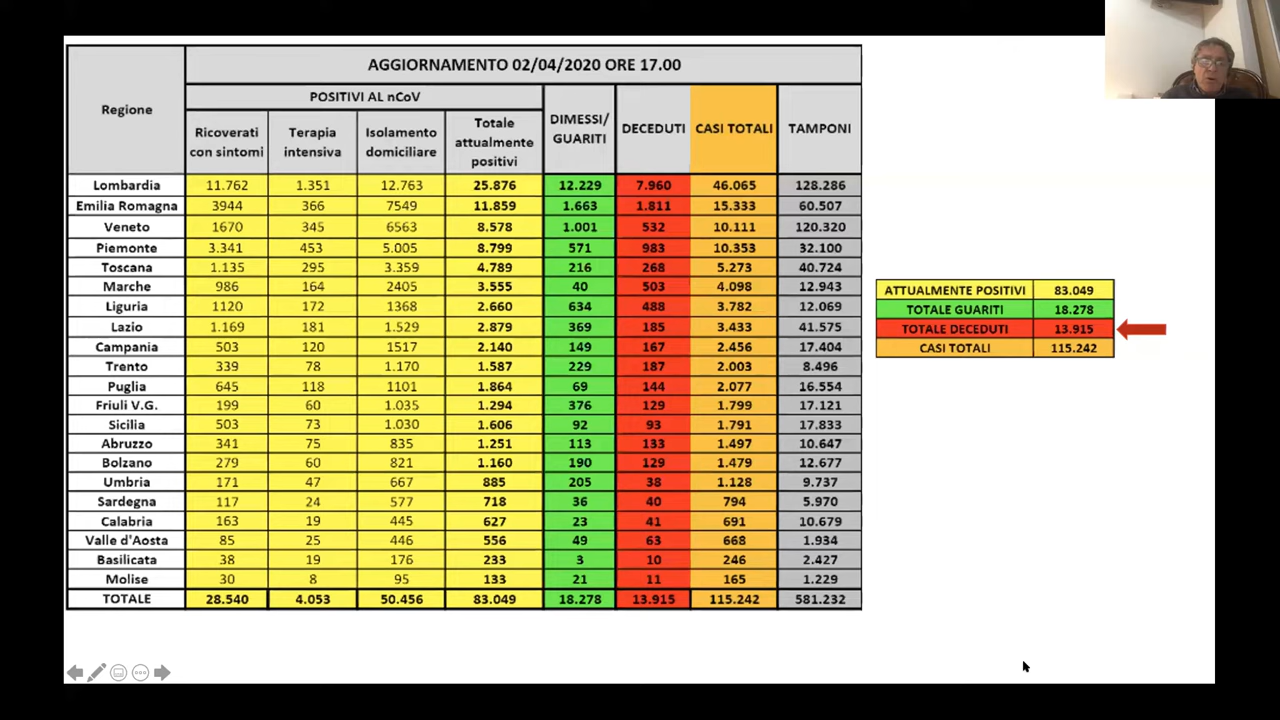 AGGIORNAMENTO 02/04/2020 ORE 17.00
Regione
POSITIVI AL nCoV
Ricoverati con sintomi
Terapia intensiva
Isolamento domiciliare
Totale attualmente positivi
DIMESSI/ GUARITI
DECEDUTI
CASI TOTALI
TAMPONI
Lombardia 11.762 1.351 12.763 25.876 12.229 7.960 46.065 128.286
Emilia Romagna 3944 366 7549 11.859 1.663 1.811 15.333 60.507
Veneto 1670 345 6563 8.578 1.001 532 10.111 120.320
Piemonte 3.341 453 5.005 8.799 571 983 10.353 32.100
Toscana 1.135 295 3.359 4.789 216 268 5.273 40.724
Marche 986 164 2405 3.555 40 503 4.098 12.943
Liguria 1120 172 1368 2.660 634 488 3.782 12.069
Lazio 1.169 181 1.529 2.879 369 185 3.433 41.575
Campania 503 120 1517 2.140 149 167 2.456 17.404
Trento 339 78 1.170 1.587 229 187 2.003 8.496
Puglia 645 118 1101 1.864 69 144 2.077 16.554
Friuli V.G. 199 60 1.035 1.294 376 129 1.799 17.121
Sicilia 503 73 1.030 1.606 92 93 1.791 17.833
Abruzzo 341 75 835 1.251 113 133 1.497 10.647
Bolzano 279 60 821 1.160 190 129 1.479 12.677
Umbria 171 47 667 885 205 38 1.128 9.737
Sardegna 117 24 577 718 36 40 794 5.970
Calabria 163 19 445 627 23 41 691 10.679
Valle d'Aosta 85 25 446 556 49 63 668 1.934
Basilicata 38 19 176 233 3 10 246 2.427
Molise 30 8 95 133 21 11 165 1.229
TOTALE 28.540 4.053 50.456 83.049 18.278 13.915 115.242 581.232
ATTUALMENTE POSITIVI 83.049
TOTALE GUARITI 18.278
TOTALE DECEDUTI 13.915
CASI TOTALI 115.242